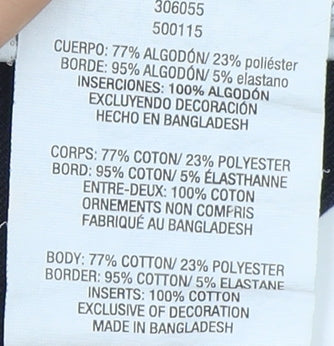 306055
500115
CUERPO: 77% ALGODÓN/ 23% poliéster
BORDE: 95% ALGODÓN/ 5% elastano
INSERCIONES: 100% ALGODÓN
EXCLUYENDO DECORACIÓN
HECHO EN BANGLADESH
CORPS: 77% COTON/ 23% POLYESTER
BORD: 95% COTON/ 5% ÉLASTHANNE
ENTRE-DEUX: 100% COTON
ORNEMENTS NON COMPRIS
FABRIQUÉ AU BANGLADESH
BODY: 77% COTTON/ 23% POLYESTER
BORDER: 95% COTTON/ 5% ELASTANE
INSERTS: 100% COTTON
EXCLUSIVE OF DECORATION
MADE IN BANGLADESH